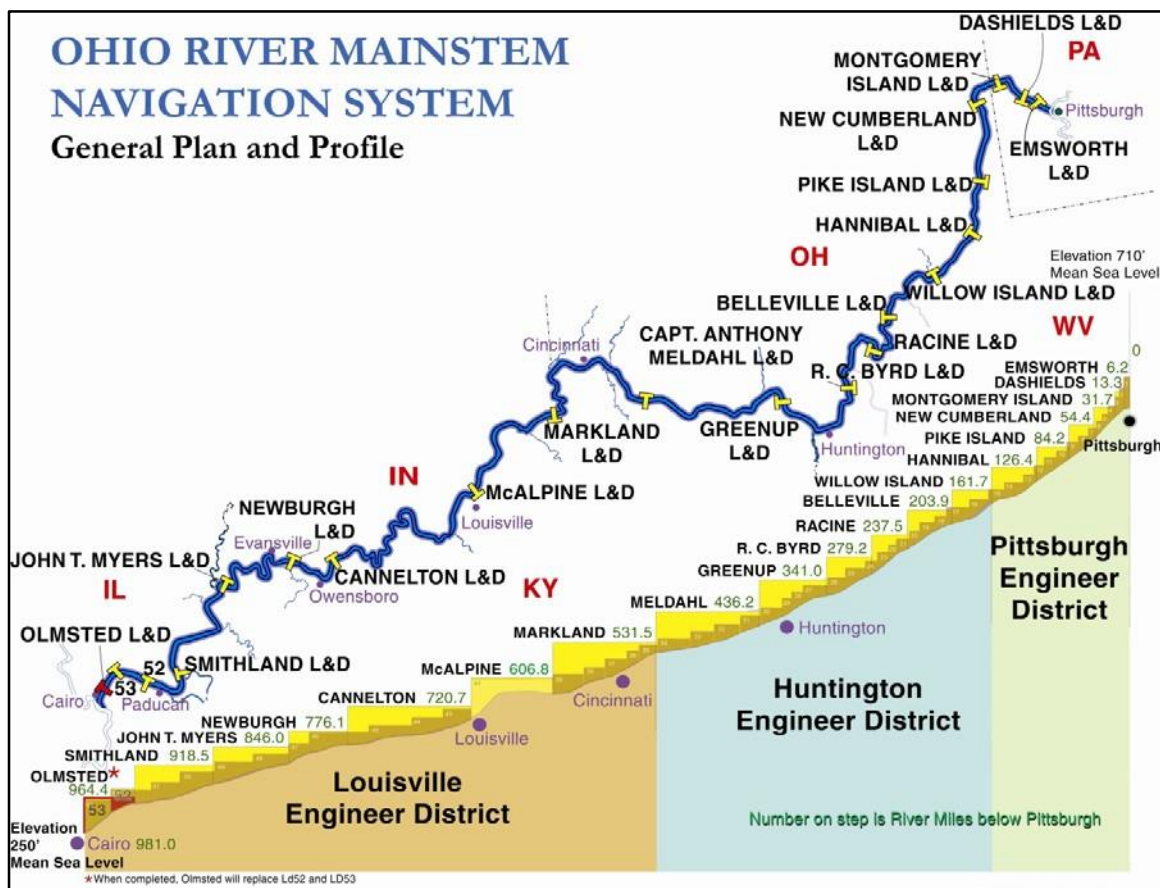 OHIO RIVER MAINSTEM
NAVIGATION SYSTEM
General Plan and Profile
DASHIELDS L&D
PA
MONTGOMERY
ISLAND L&D
Pittsburgh
NEW CUMBERLAND
L&D
EMSWORTH
L&D
PIKE ISLAND L&D
HANNIBAL L&D
OH
Elevation 710'
Mean Sea Level
WILLOW ISLAND L&D
BELLEVILLE L&D
WV
CAPT. ANTHONY
MELDAHL L&D
Cincinnati
RACINE L&D
R. C. BYRD L&D
MARKLAND
L&D
GREENUP
L&D
Huntington
IN
McALPINE L&D
Louisville
NEWBURGH
L&D
Evansville
JOHN T. MYERS L&D
CANNELTON L&D
Owensboro
IL
KY
OLMSTED L&D
52
SMITHLAND L&D
53
Cairo
Paducan
0
EMSWORTH 6.2
DASHIELDS 13.3
MONTGOMERY ISLAND 31.7
NEW CUMBERLAND 54.4
Pittsburgh
PIKE ISLAND 84.2
HANNIBAL 126.4
WILLOW ISLAND 161.7
BELLEVILLE 203.9
RACINE 237.5
R. C. BYRD 279.2
GREENUP 341.0
MELDAHL 436.2
Huntington
MARKLAND 531.5
Cincinnati
McALPINE 606.8
Louisville
CANNELTON 720.7
NEWBURGH 776.1
JOHN T. MYERS 846.0
SMITHLAND 918.5
OLMSTED*
964.4
52
53
Elevation
250'
Mean Sea Level
Cairo 981.0
Louisville
Engineer District
Huntington
Engineer District
Pittsburgh
Engineer
District
Number on step is River Miles below Pittsburgh
*When completed, Olmsted will replace Ld52 and LD53